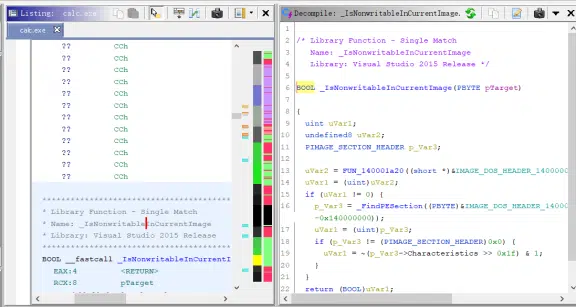 Listing: calc.exe
calc.exe
?? CCh
?? CCh
?? CCh
?? CCh
?? CCh
?? CCh
?? CCh
?? CCh
?? CCh
?? CCh
?? CCh
?? CCh
* Library Function - Single Match
* Name: _IsNonwritableInCurrentImage
* Library: Visual Studio 2015 Release
BOOL __fastcall _IsNonwritableInCurrentI
EAX:4 <RETURN>
RCX:8 pTarget
Decompile: _IsNonwritableInCurrentImage.
1
2 /* Library Function - Single Match
3 Name: _IsNonwritableInCurrentImage
4 Library: Visual Studio 2015 Release */
5
6 BOOL _IsNonwritableInCurrentImage(PBYTE pTarget)
7
8 {
9 uint uVar1;
10 undefined8 uVar2;
11 PIMAGE_SECTION_HEADER p_Var3;
12
13 uVar2 = FUN_140001a20((short *)&IMAGE_DOS_HEADER_1400000
14 uVar1 = (uint)uVar2;
15 if (uVar1 != 0) {
16 p_Var3 = _FindPESection((PBYTE)&IMAGE_DOS_HEADER_1400
-0x140000000));
17 uVar1 = (uint)p_Var3;
18 if (p_Var3 != (PIMAGE_SECTION_HEADER)0x0) {
19 uVar1 = ~(p_Var3->Characteristics >> 0x1f) & 1;
20 }
21 }
22 return (BOOL)uVar1;